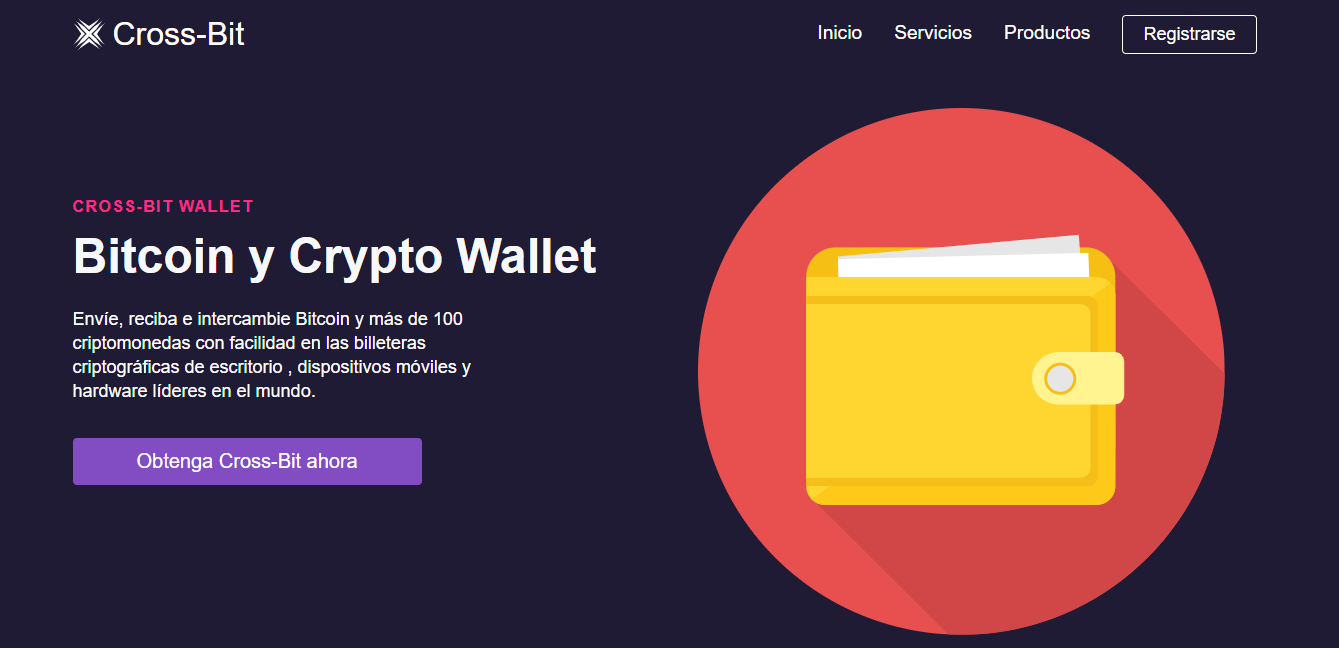 Cross-Bit
Inicio Servicios Productos Registrarse
CROSS-BIT WALLET
Bitcoin y Crypto Wallet
Envíe, reciba e intercambie Bitcoin y más de 100
criptomonedas con facilidad en las billeteras
criptográficas de escritorio , dispositivos móviles y
hardware líderes en el mundo.
Obtenga Cross-Bit ahora